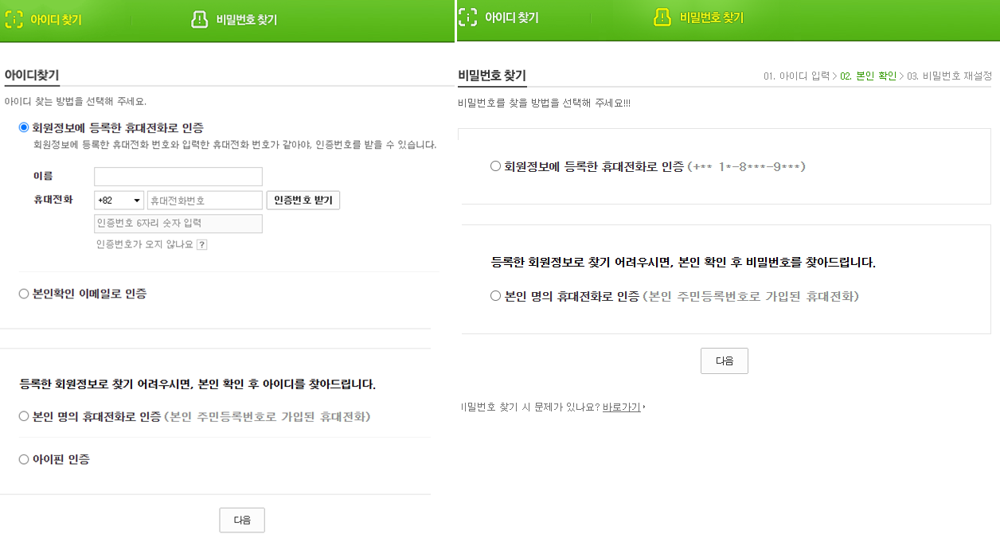 아이디 찾기
비밀번호 찾기
아이디찾기
아이디 찾는 방법을 선택해 주세요.
회원정보에 등록한 휴대전화로 인증
회원정보에 등록한 휴대전화 번호와 입력한 휴대전화 번호가 같아야, 인증번호를 받을 수 있습니다.
이름
휴대전화 +82 휴대전화번호 인증번호 받기
인증번호 6자리 숫자 입력
인증번호가 오지 않나요 ?
본인확인 이메일로 인증
등록한 회원정보로 찾기 어려우시면, 본인 확인 후 아이디를 찾아드립니다.
본인 명의 휴대전화로 인증 (본인 주민등록번호로 가입된 휴대전화)
아이핀 인증
다음
아이디 찾기
비밀번호 찾기
비밀번호 찾기
01. 아이디 입력 > 02. 본인 확인 > 03. 비밀번호 재설정
비밀번호를 찾을 방법을 선택해 주세요!!!
회원정보에 등록한 휴대전화로 인증 (+** 1*-8***-9***)
등록한 회원정보로 찾기 어려우시면, 본인 확인 후 비밀번호를 찾아드립니다.
본인 명의 휴대전화로 인증 (본인 주민등록번호로 가입된 휴대전화)
다음
비밀번호 찾기 시 문제가 있나요? 바로가기